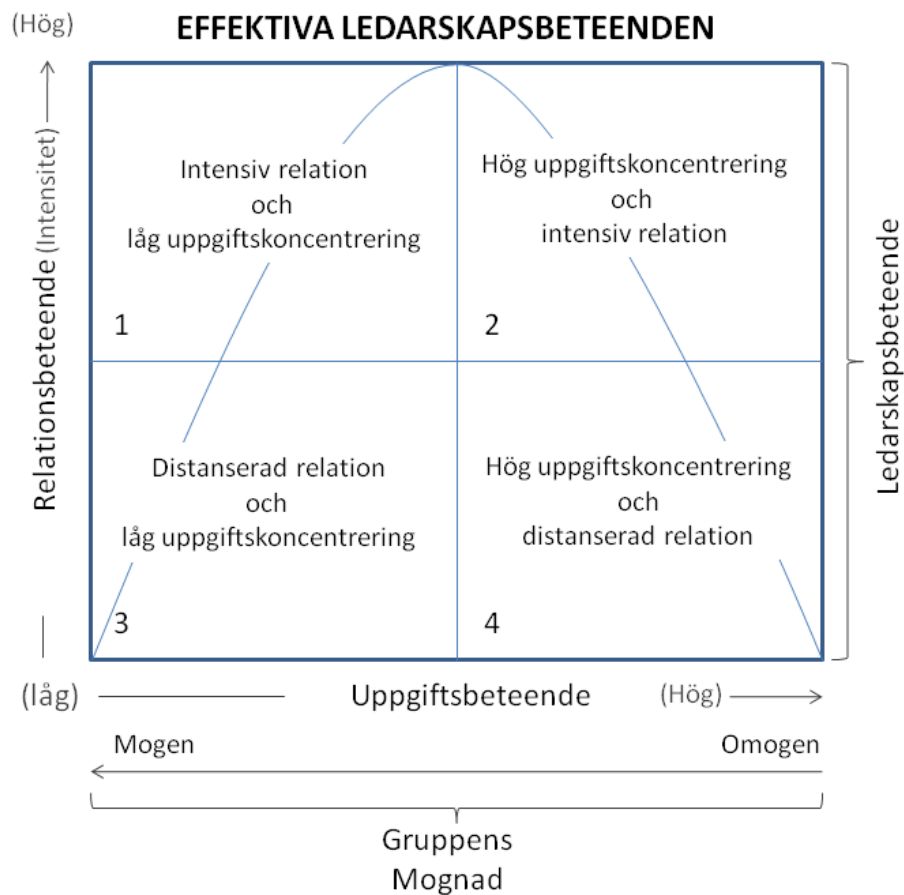 (Hög)
EFFEKTIVA LEDARSKAPSBETEENDEN
Relationsbeteende (Intensitet)
Intensiv relation
och
låg uppgiftskoncentrering
1
Hög uppgiftskoncentrering
och
intensiv relation
2
Distanserad relation
och
låg uppgiftskoncentrering
3
Hög uppgiftskoncentrering
och
distanserad relation
4
Ledarskapsbeteende
(låg)
Uppgiftsbeteende
(Hög)
Mogen
Omogen
Gruppens
Mognad